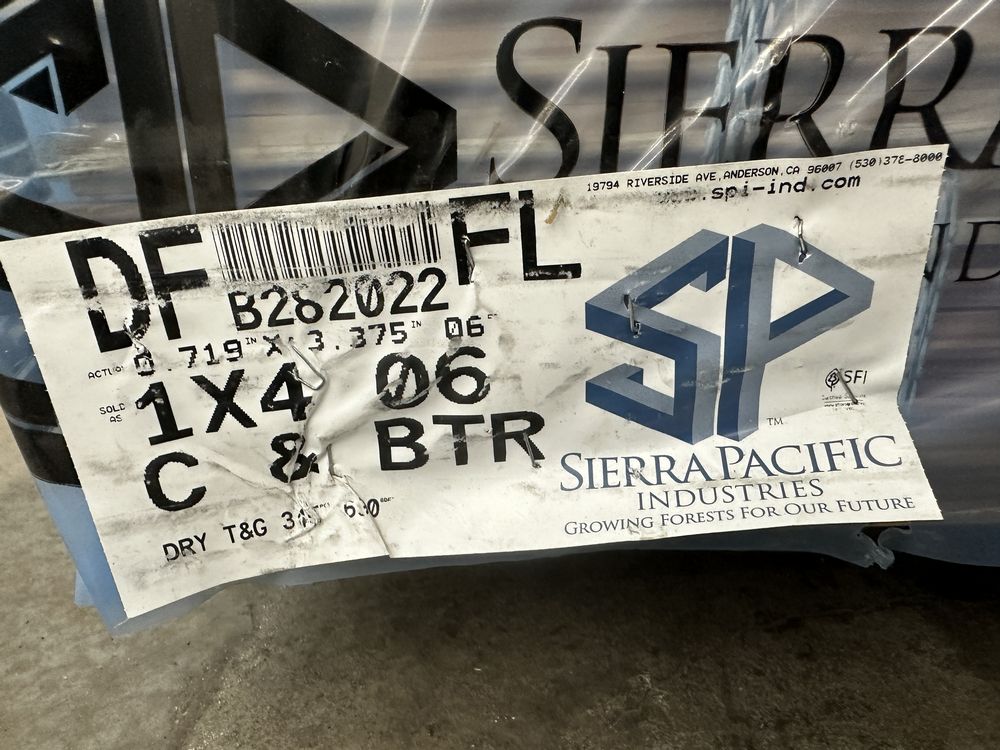 SIERRA
19794 RIVERSIDE AVE,ANDERSON,CA 96007 (530)378-8000
.spi-ind.com
DF FL
B282022
ACTUAL 0.719 IN X 3.375 IN 06
SOLD AS
1X4 06
C & BTR
DRY T&G
SP
TM
SFI
SIERRA PACIFIC
INDUSTRIES
GROWING FORESTS FOR OUR FUTURE